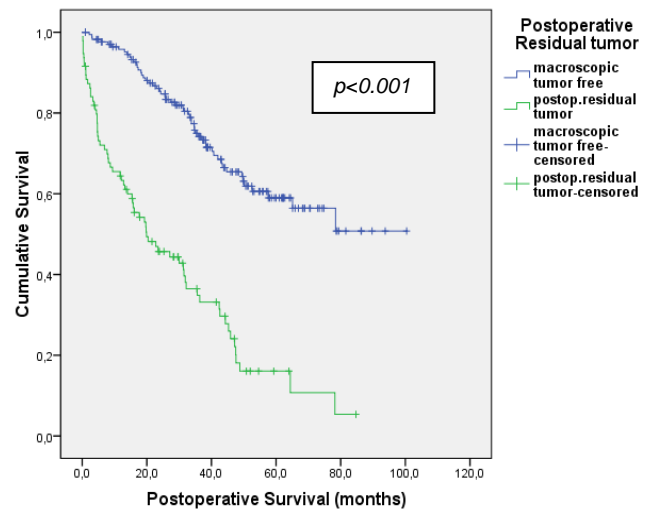 Postoperative
Residual tumor
macroscopic
tumor free
postop.residual
tumor
macroscopic
tumor free-
censored
postop.residual
tumor-censored
p<0.001
Cumulative Survival
1,0
0,8
0,6
0,4
0,2
0,0
0,0 20,0 40,0 60,0 80,0 100,0 120,0
Postoperative Survival (months)